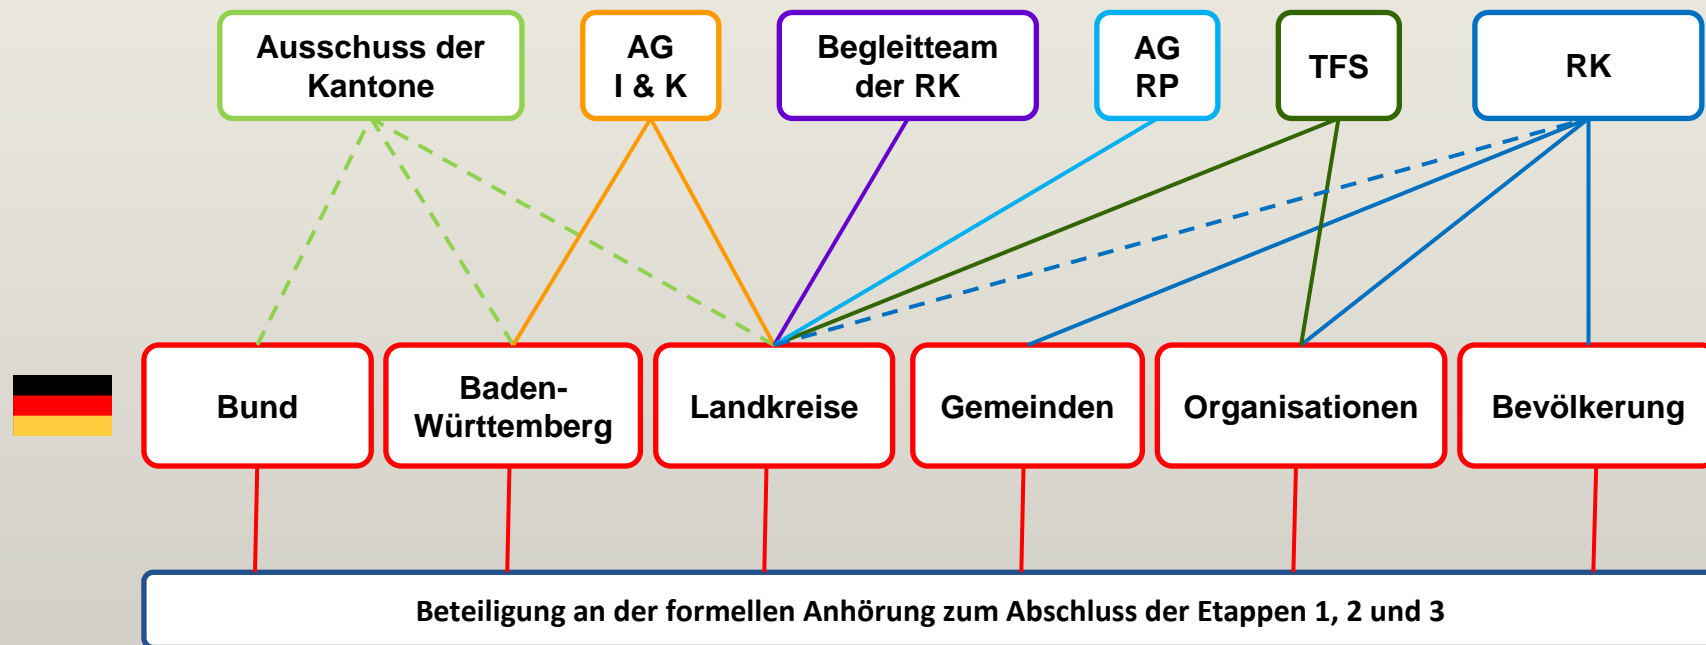 Ausschuss der
Kantone
AG
I & K
Begleitteam
der RK
AG
RP
TFS
RK
Bund
Baden-
Württemberg
Landkreise
Gemeinden
Organisationen
Bevölkerung
Beteiligung an der formellen Anhörung zum Abschluss der Etappen 1, 2 und 3